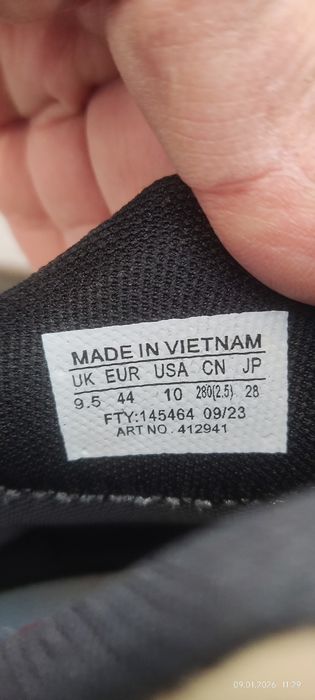 MADE IN VIETNAM
UK EUR USA CN JP
9.5 44 10 280(2.5) 28
FTY:145464 09/23
ART NO. 412941
09.01.2026 11:29